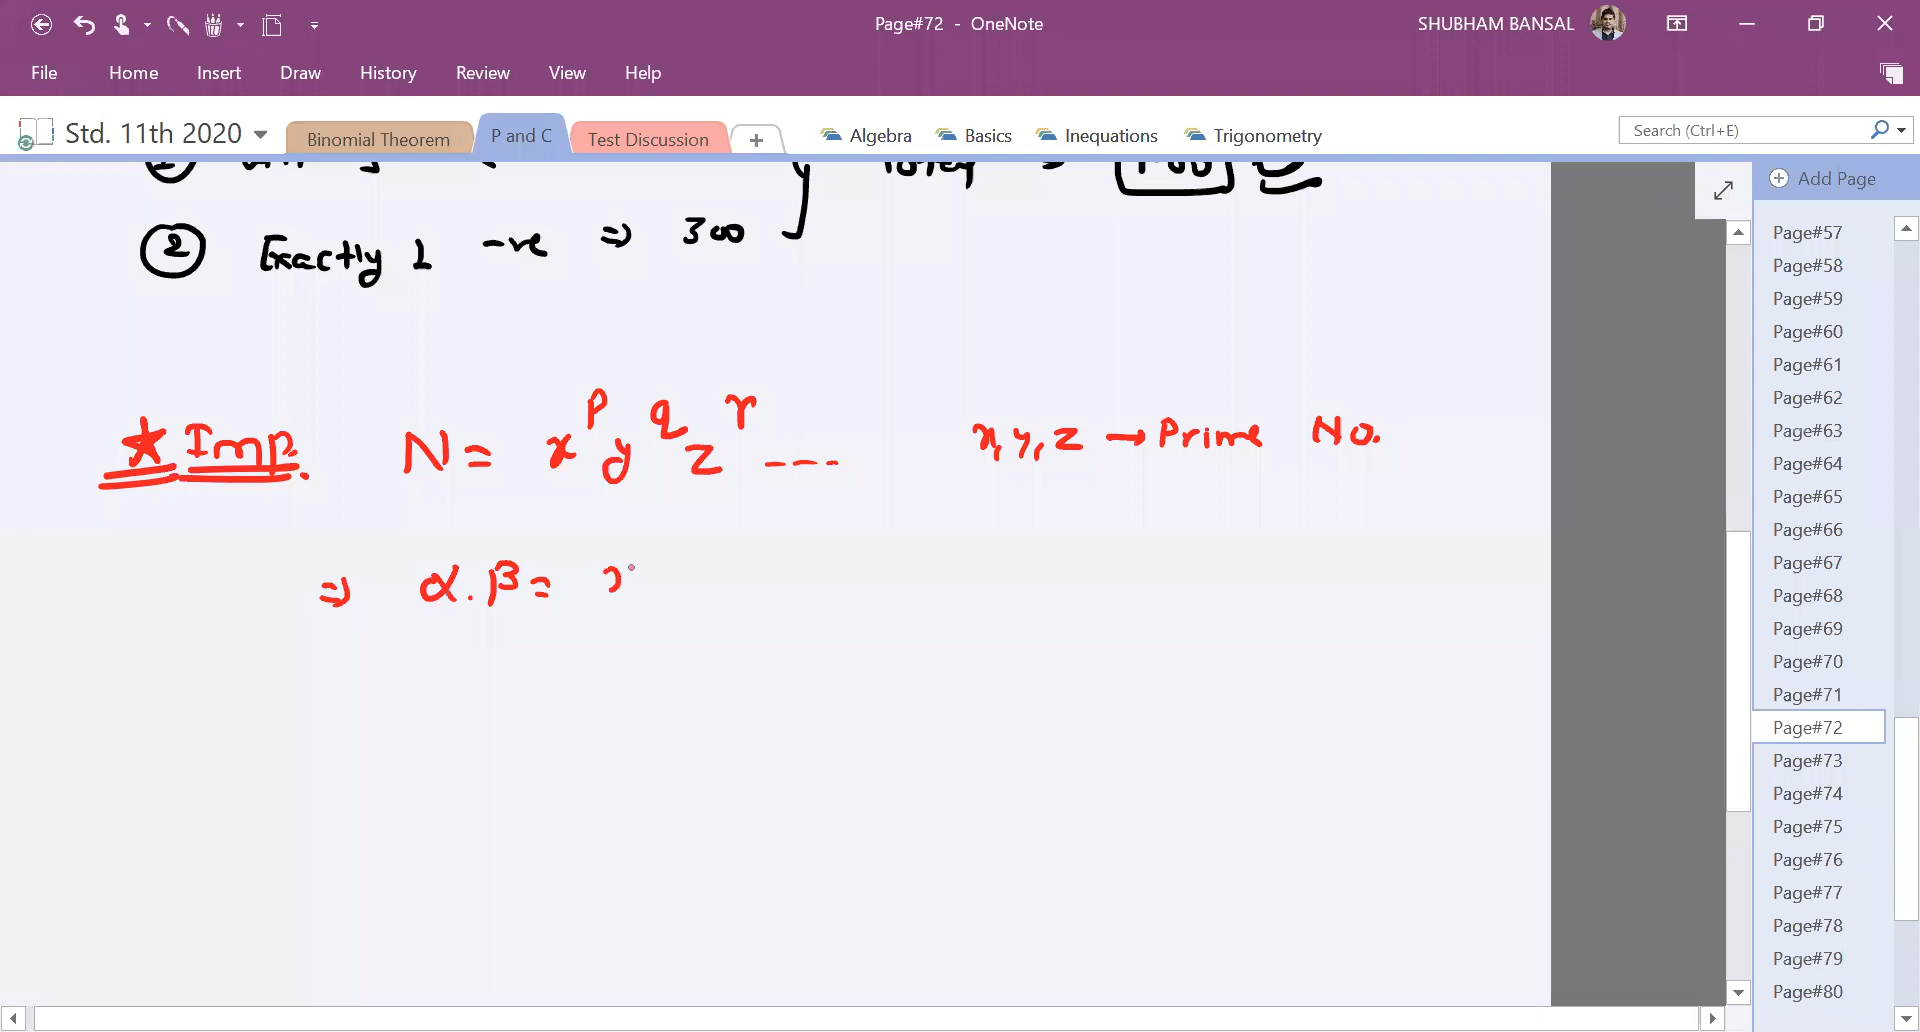 Page#72 - OneNote
SHUBHAM BANSAL
File Home Insert Draw History Review View Help
Std. 11th 2020
Binomial Theorem
P and C
Test Discussion
+
Algebra
Basics
Inequations
Trigonometry
Search (Ctrl+E)
Add Page
② Exactly 1 -ve ⇒ 300
★ Imp. N = x^p y^q z^r ---- x, y, z → Prime No.
⇒ α.β =
Page#57
Page#58
Page#59
Page#60
Page#61
Page#62
Page#63
Page#64
Page#65
Page#66
Page#67
Page#68
Page#69
Page#70
Page#71
Page#72
Page#73
Page#74
Page#75
Page#76
Page#77
Page#78
Page#79
Page#80